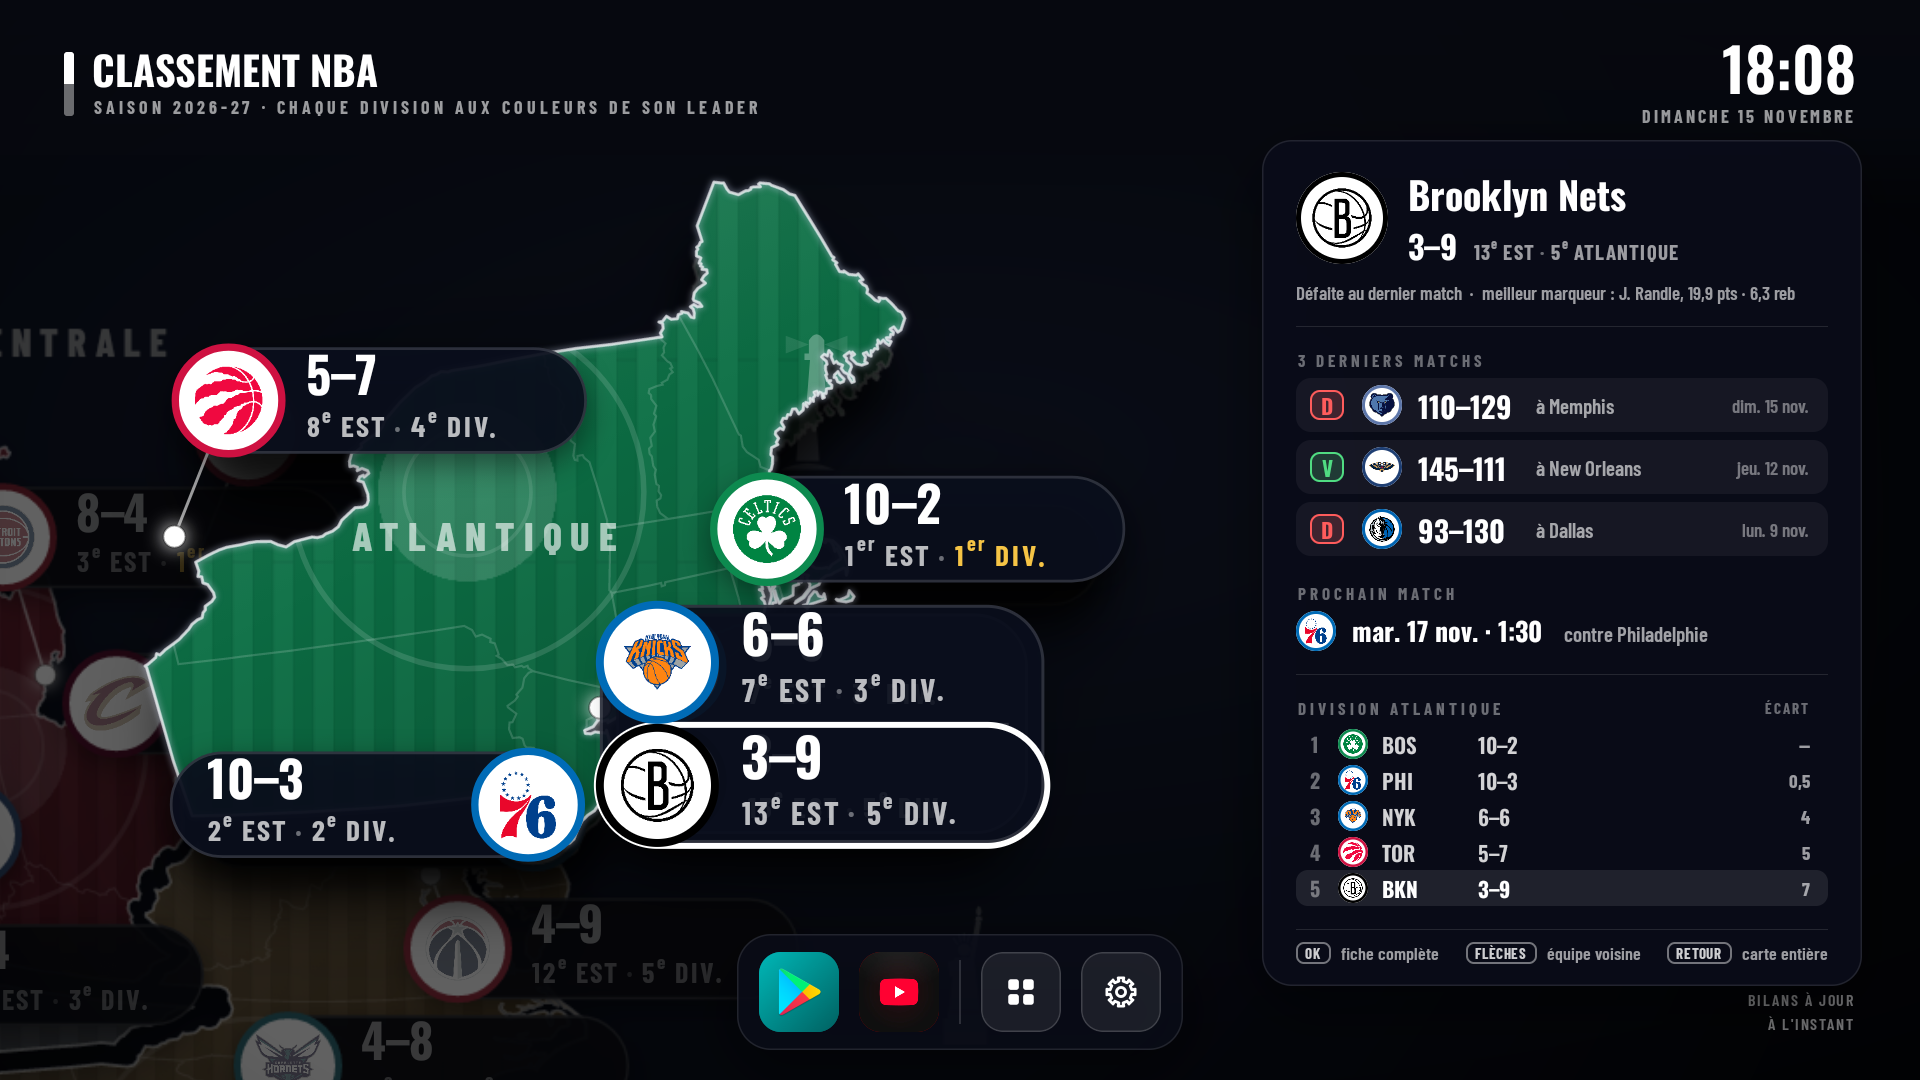 CLASSEMENT NBA
SAISON 2026-27 · CHAQUE DIVISION AUX COULEURS DE SON LEADER
18:08
DIMANCHE 15 NOVEMBRE
ENTRALE
5–7
8e EST · 4e DIV.
8–4
3e EST · 1er
ATLANTIQUE
CELTICS
10–2
1er EST · 1er DIV.
KNICKS
6–6
7e EST · 3e DIV.
B
3–9
13e EST · 5e DIV.
10–3
2e EST · 2e DIV.
76
C
4–9
12e EST · 5e DIV.
4
EST · 3e DIV.
HORNETS
4–8
B
Brooklyn Nets
3–9 13e EST · 5e ATLANTIQUE
Défaite au dernier match · meilleur marqueur : J. Randle, 19,9 pts · 6,3 reb
3 DERNIERS MATCHS
D 110–129 à Memphis dim. 15 nov.
V 145–111 à New Orleans jeu. 12 nov.
D 93–130 à Dallas lun. 9 nov.
PROCHAIN MATCH
76 mar. 17 nov. · 1:30 contre Philadelphie
DIVISION ATLANTIQUE ÉCART
1 BOS 10–2 –
2 PHI 10–3 0,5
3 NYK 6–6 4
4 TOR 5–7 5
5 BKN 3–9 7
OK fiche complète FLÈCHES équipe voisine RETOUR carte entière
BILANS À JOUR
À L'INSTANT